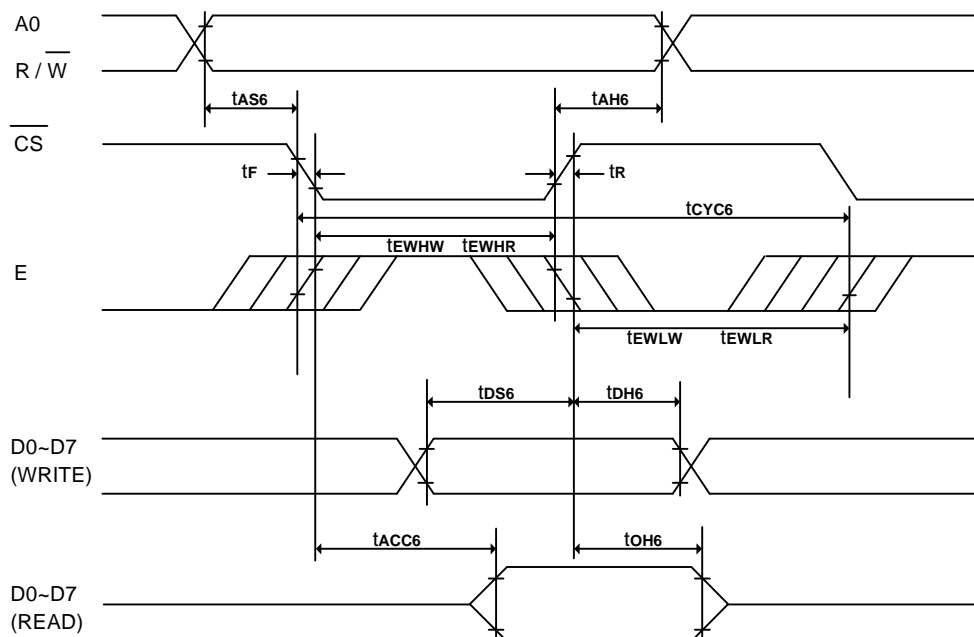 A0
R / W
tAS6 tAH6
CS
tF tR
tCYC6
tEWHW tEWHR
E
tEWLW tEWLR
tDS6 tDH6
D0~D7
(WRITE)
tACC6 tOH6
D0~D7
(READ)